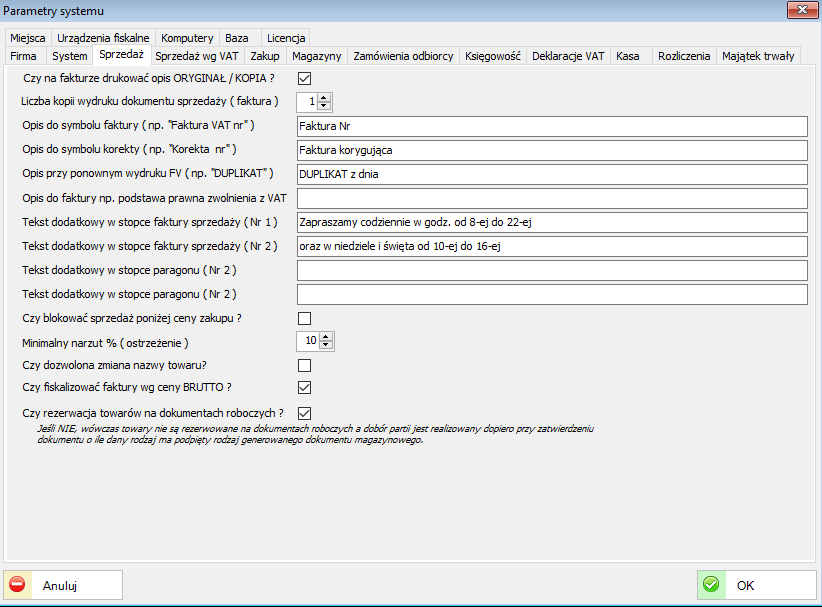 Parametry systemu
Miejsca Urządzenia fiskalne Komputery Baza Licencja
Firma System Sprzedaż Sprzedaż wg VAT Zakup Magazyny Zamówienia odbiorcy Księgowość Deklaracje VAT Kasa Rozliczenia Majątek trwały
Czy na fakturze drukować opis ORYGINAŁ / KOPIA ?
Liczba kopii wydruku dokumentu sprzedaży ( faktura ) 1
Opis do symbolu faktury ( np. "Faktura VAT nr" ) Faktura Nr
Opis do symbolu korekty ( np. "Korekta nr" ) Faktura korygująca
Opis przy ponownym wydruku FV ( np. "DUPLIKAT" ) DUPLIKAT z dnia
Opis do faktury np. podstawa prawna zwolnienia z VAT
Tekst dodatkowy w stopce faktury sprzedaży ( Nr 1 ) Zapraszamy codziennie w godz. od 8-ej do 22-ej
Tekst dodatkowy w stopce faktury sprzedaży ( Nr 2 ) oraz w niedziele i święta od 10-ej do 16-ej
Tekst dodatkowy w stopce paragonu ( Nr 2 )
Tekst dodatkowy w stopce paragonu ( Nr 2 )
Czy blokować sprzedaż poniżej ceny zakupu ?
Minimalny narzut % ( ostrzeżenie ) 10
Czy dozwolona zmiana nazwy towaru?
Czy fiskalizować faktury wg ceny BRUTTO ?
Czy rezerwacja towarów na dokumentach roboczych ?
Jeśli NIE, wówczas towary nie są rezerwowane na dokumentach roboczych a dobór partii jest realizowany dopiero przy zatwierdzeniu
dokumentu o ile dany rodzaj ma podpięty rodzaj generowanego dokumentu magazynowego.
Anuluj OK